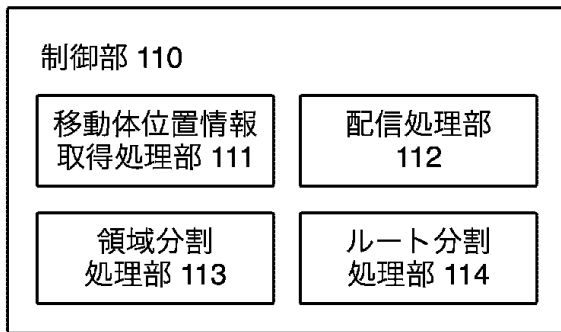 制御部 110
移動体位置情報
取得処理部 111
配信処理部
112
領域分割
処理部 113
ルート分割
処理部 114